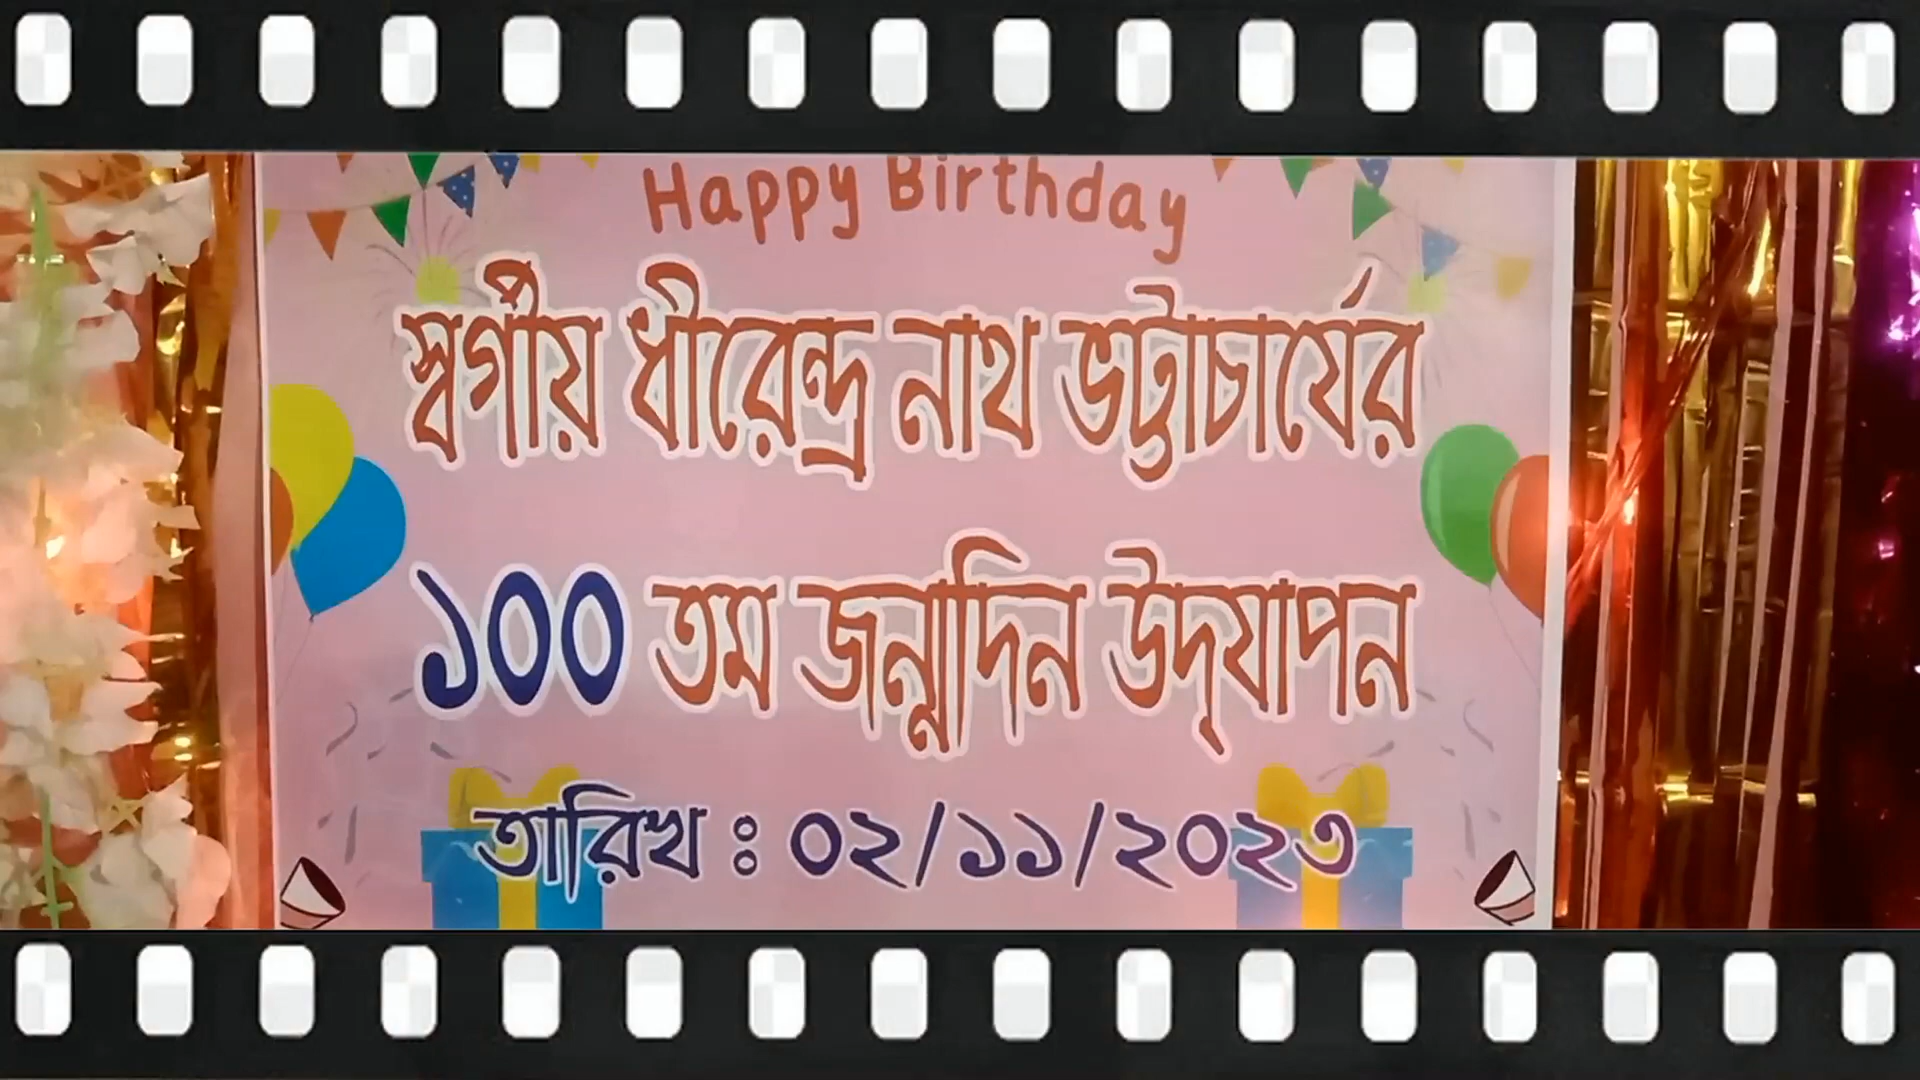 Happy Birthday
স্বর্গীয় ধীরেন্দ্র নাথ ভট্টাচার্যের
১০০ তম জন্মদিন উদ্‌যাপন
তারিখ : ০২/১১/২০২৩